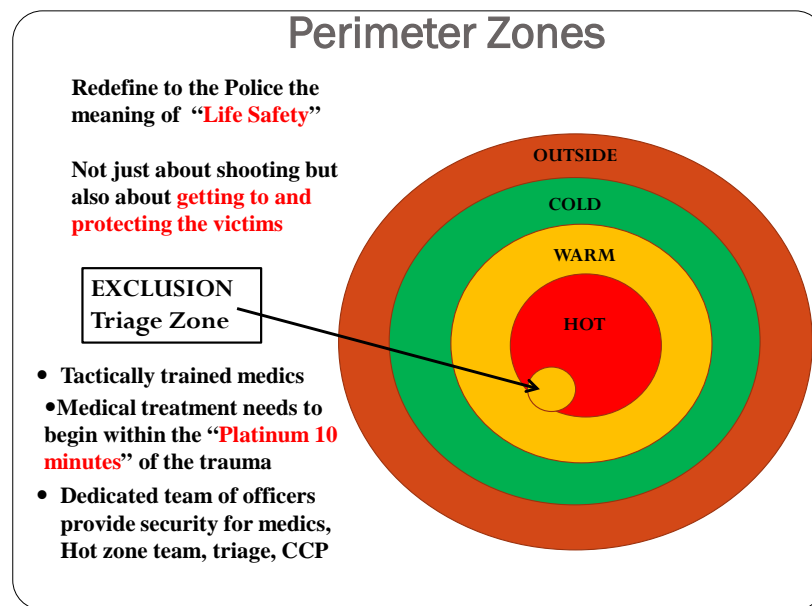 Perimeter Zones
Redefine to the Police the
meaning of “Life Safety”
Not just about shooting but
also about getting to and
protecting the victims
EXCLUSION
Triage Zone
• Tactically trained medics
•Medical treatment needs to
begin within the “Platinum 10
minutes” of the trauma
• Dedicated team of officers
provide security for medics,
Hot zone team, triage, CCP
OUTSIDE
COLD
WARM
HOT